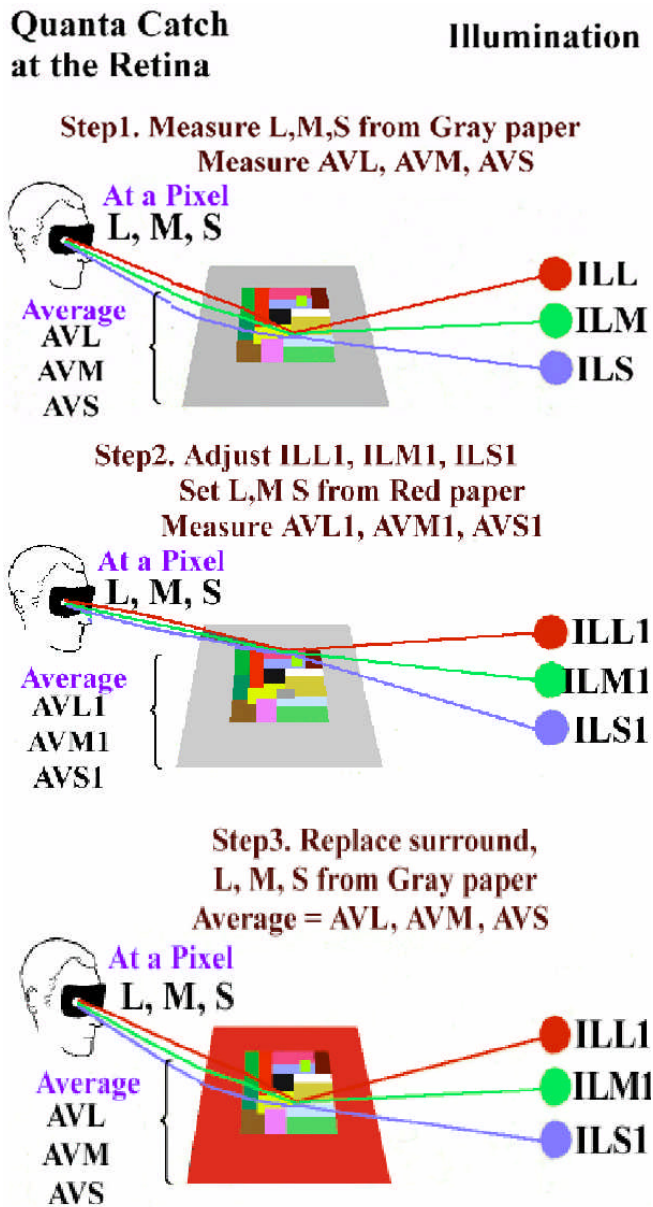 Quanta Catch
at the Retina
Illumination
Step1. Measure L,M,S from Gray paper
Measure AVL, AVM, AVS
At a Pixel
L, M, S
Average
AVL
AVM
AVS
ILL
ILM
ILS
Step2. Adjust ILL1, ILM1, ILS1
Set L,M S from Red paper
Measure AVL1, AVM1, AVS1
At a Pixel
L, M, S
Average
AVL1
AVM1
AVS1
ILL1
ILM1
ILS1
Step3. Replace surround,
L, M, S from Gray paper
Average = AVL, AVM, AVS
At a Pixel
L, M, S
Average
AVL
AVM
AVS
ILL1
ILM1
ILS1